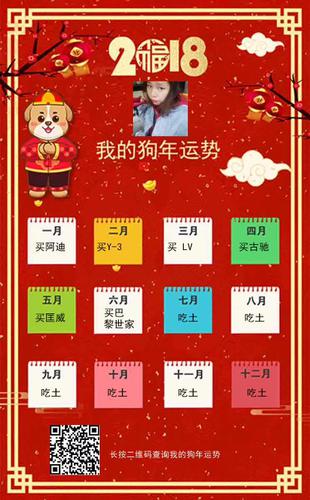 2福18
我的狗年运势
一月
买阿迪
二月
买Y-3
三月
买 LV
四月
买古驰
五月
买匡威
六月
买巴
黎世家
七月
吃土
八月
吃土
九月
吃土
十月
吃土
十一月
吃土
十二月
吃土
长按二维码查询我的狗年运势